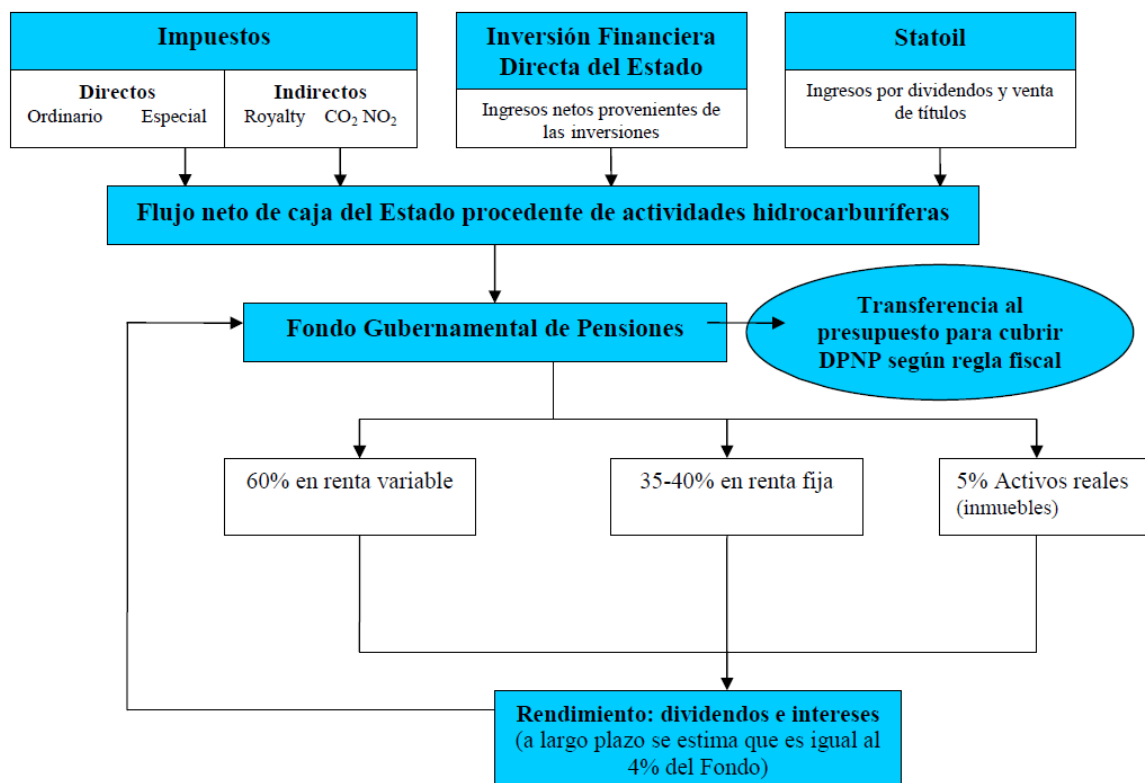 Impuestos
Directos
Ordinario Especial
Indirectos
Royalty CO₂ NO₂
Inversión Financiera
Directa del Estado
Ingresos netos provenientes de
las inversiones
Statoil
Ingresos por dividendos y venta
de títulos
Flujo neto de caja del Estado procedente de actividades hidrocarburíferas
Fondo Gubernamental de Pensiones
Transferencia al
presupuesto para cubrir
DPNP según regla fiscal
60% en renta variable
35-40% en renta fija
5% Activos reales
(inmuebles)
Rendimiento: dividendos e intereses
(a largo plazo se estima que es igual al
4% del Fondo)